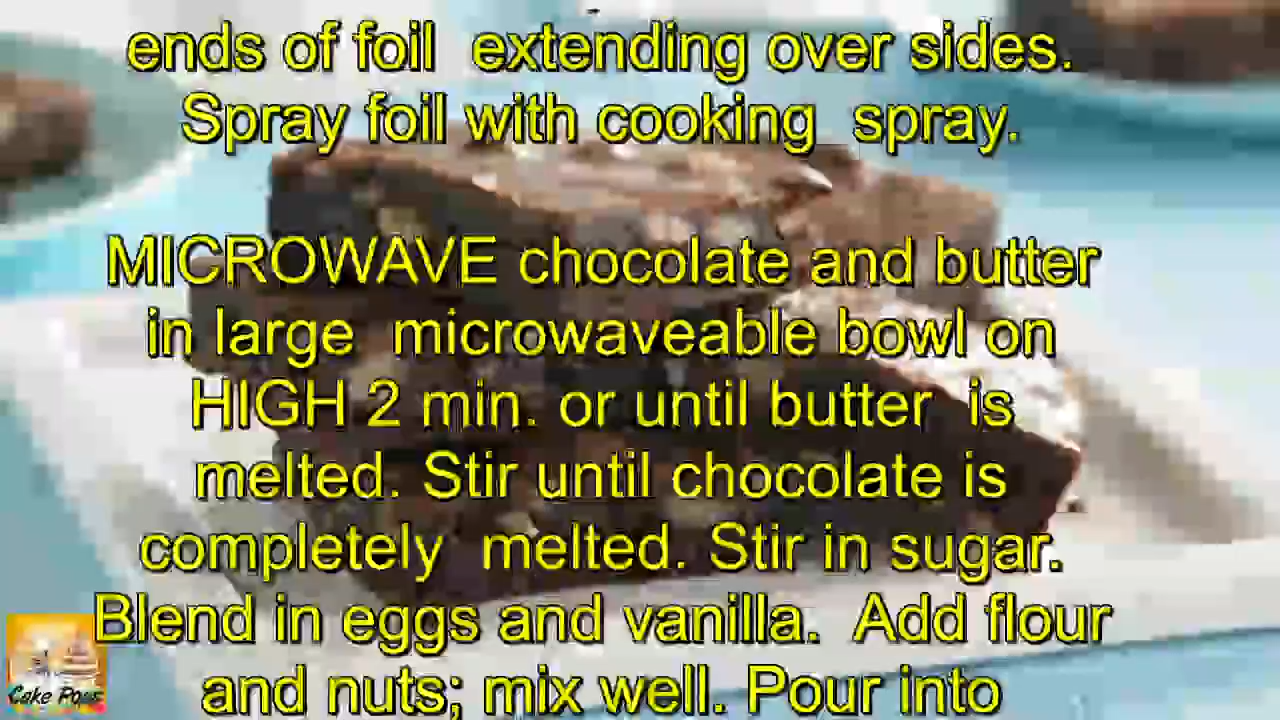 ends of foil  extending over sides.
Spray foil with cooking  spray.
MICROWAVE chocolate and butter
in large  microwaveable bowl on
HIGH 2 min. or until butter  is
melted. Stir until chocolate is
completely  melted. Stir in sugar.
Blend in eggs and vanilla.  Add flour
and nuts; mix well. Pour into
Cake Pops